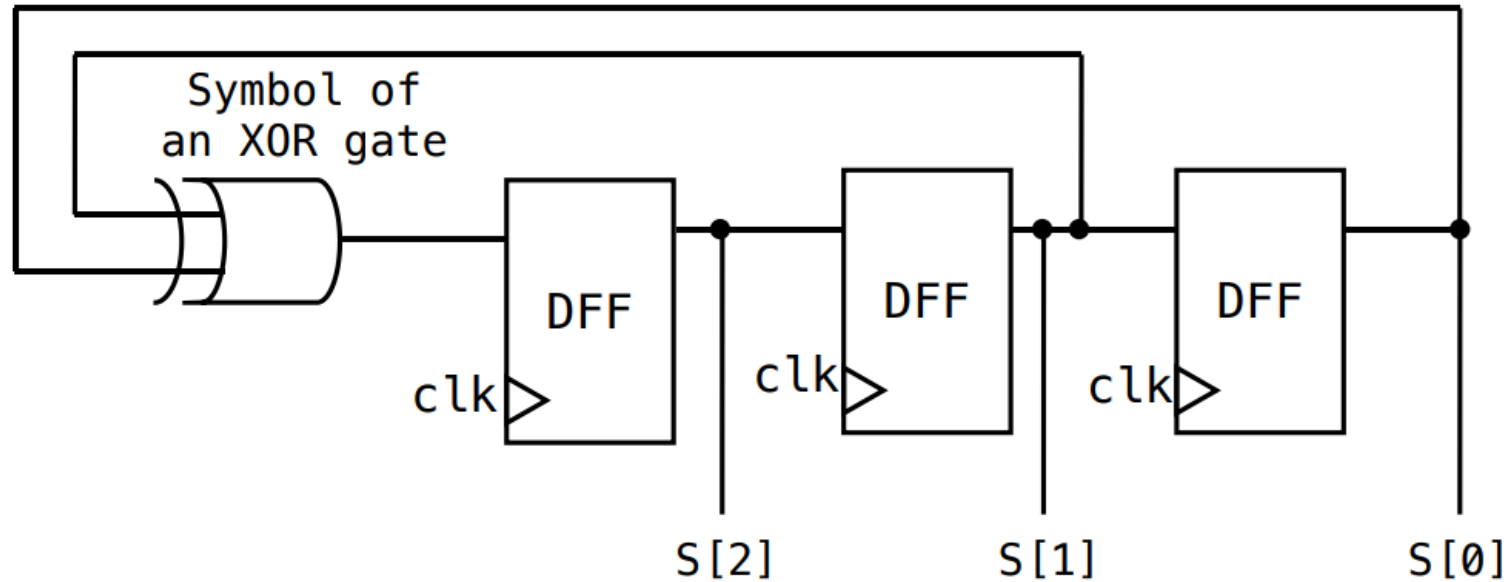 Symbol of
an XOR gate
DFF
DFF
DFF
clk
clk
clk
S[2]
S[1]
S[0]